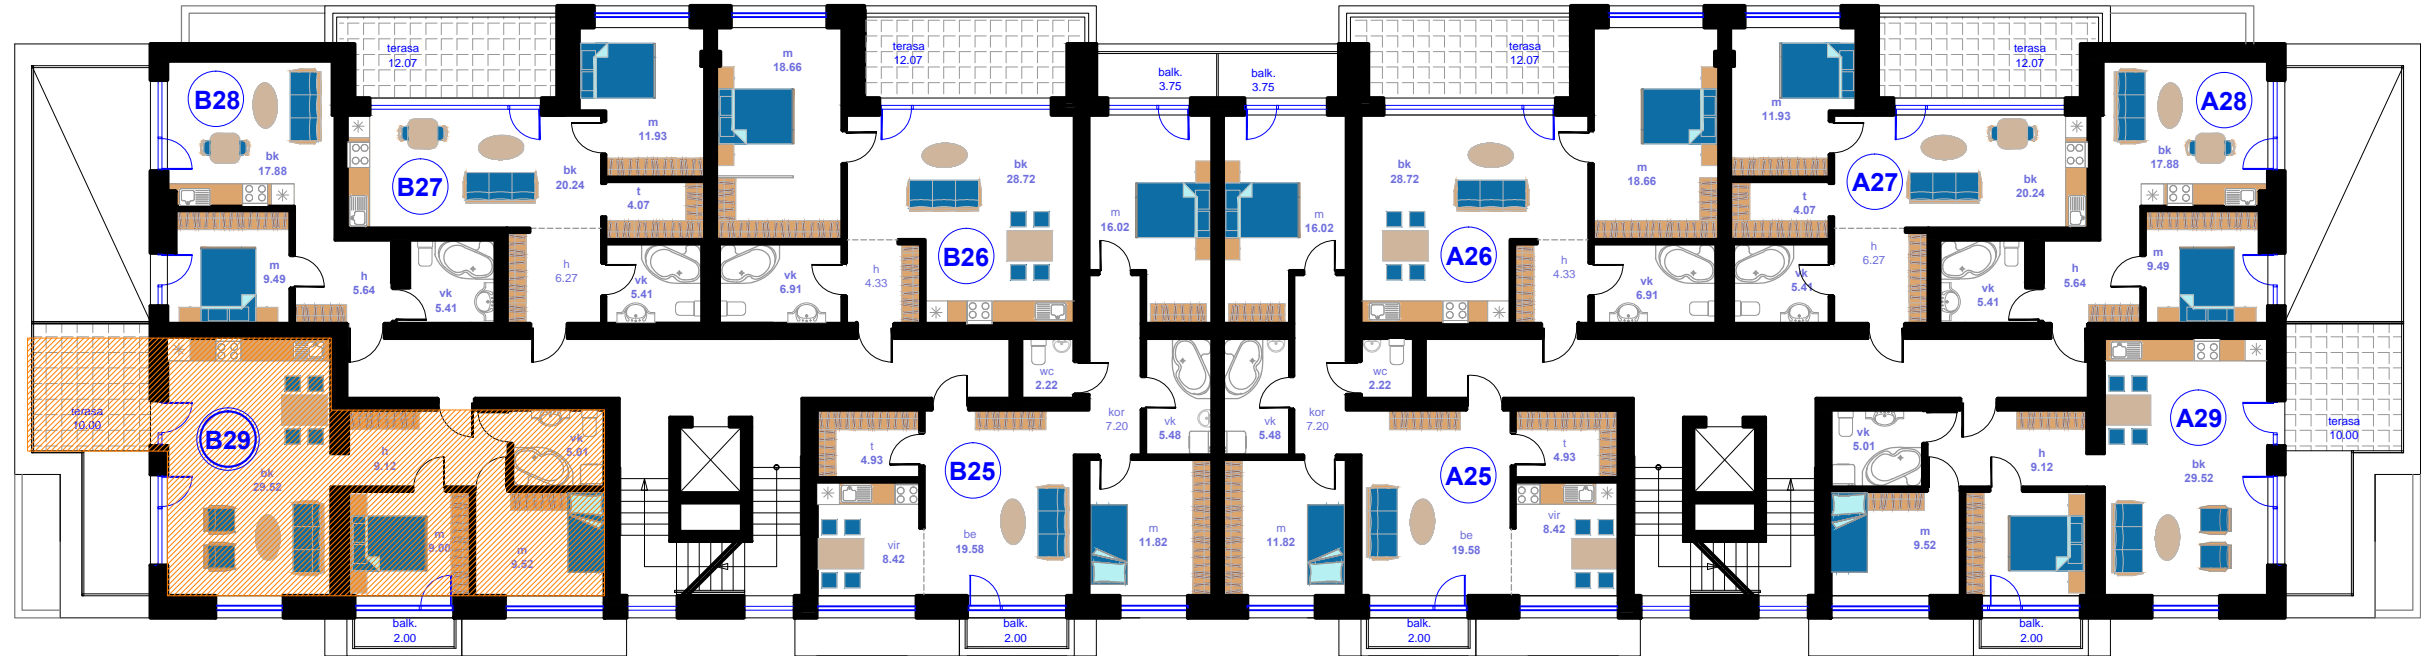 terasa
12.07
terasa
12.07
terasa
12.07
terasa
12.07
balk.
3.75
balk.
3.75
B28
bk
17.88
m
9.49
h
5.64
vk
5.41
B27
bk
20.24
m
11.93
t
4.07
h
6.27
vk
5.41
m
18.66
vk
6.91
h
4.33
B26
bk
28.72
m
16.02
m
16.02
A26
bk
28.72
m
18.66
h
4.33
vk
6.91
m
11.93
t
4.07
vk
5.41
h
6.27
A27
bk
20.24
vk
5.41
h
5.64
A28
bk
17.88
m
9.49
terasa
10.00
B29
bk
29.52
h
9.12
vk
5.01
m
9.00
m
9.52
balk.
2.00
t
4.93
vir
8.42
B25
be
19.58
balk.
2.00
wc
2.22
kor
7.20
vk
5.48
m
11.82
vk
5.48
kor
7.20
m
11.82
wc
2.22
A25
be
19.58
balk.
2.00
t
4.93
vir
8.42
vk
5.01
h
9.12
m
9.52
balk.
2.00
A29
bk
29.52
terasa
10.00